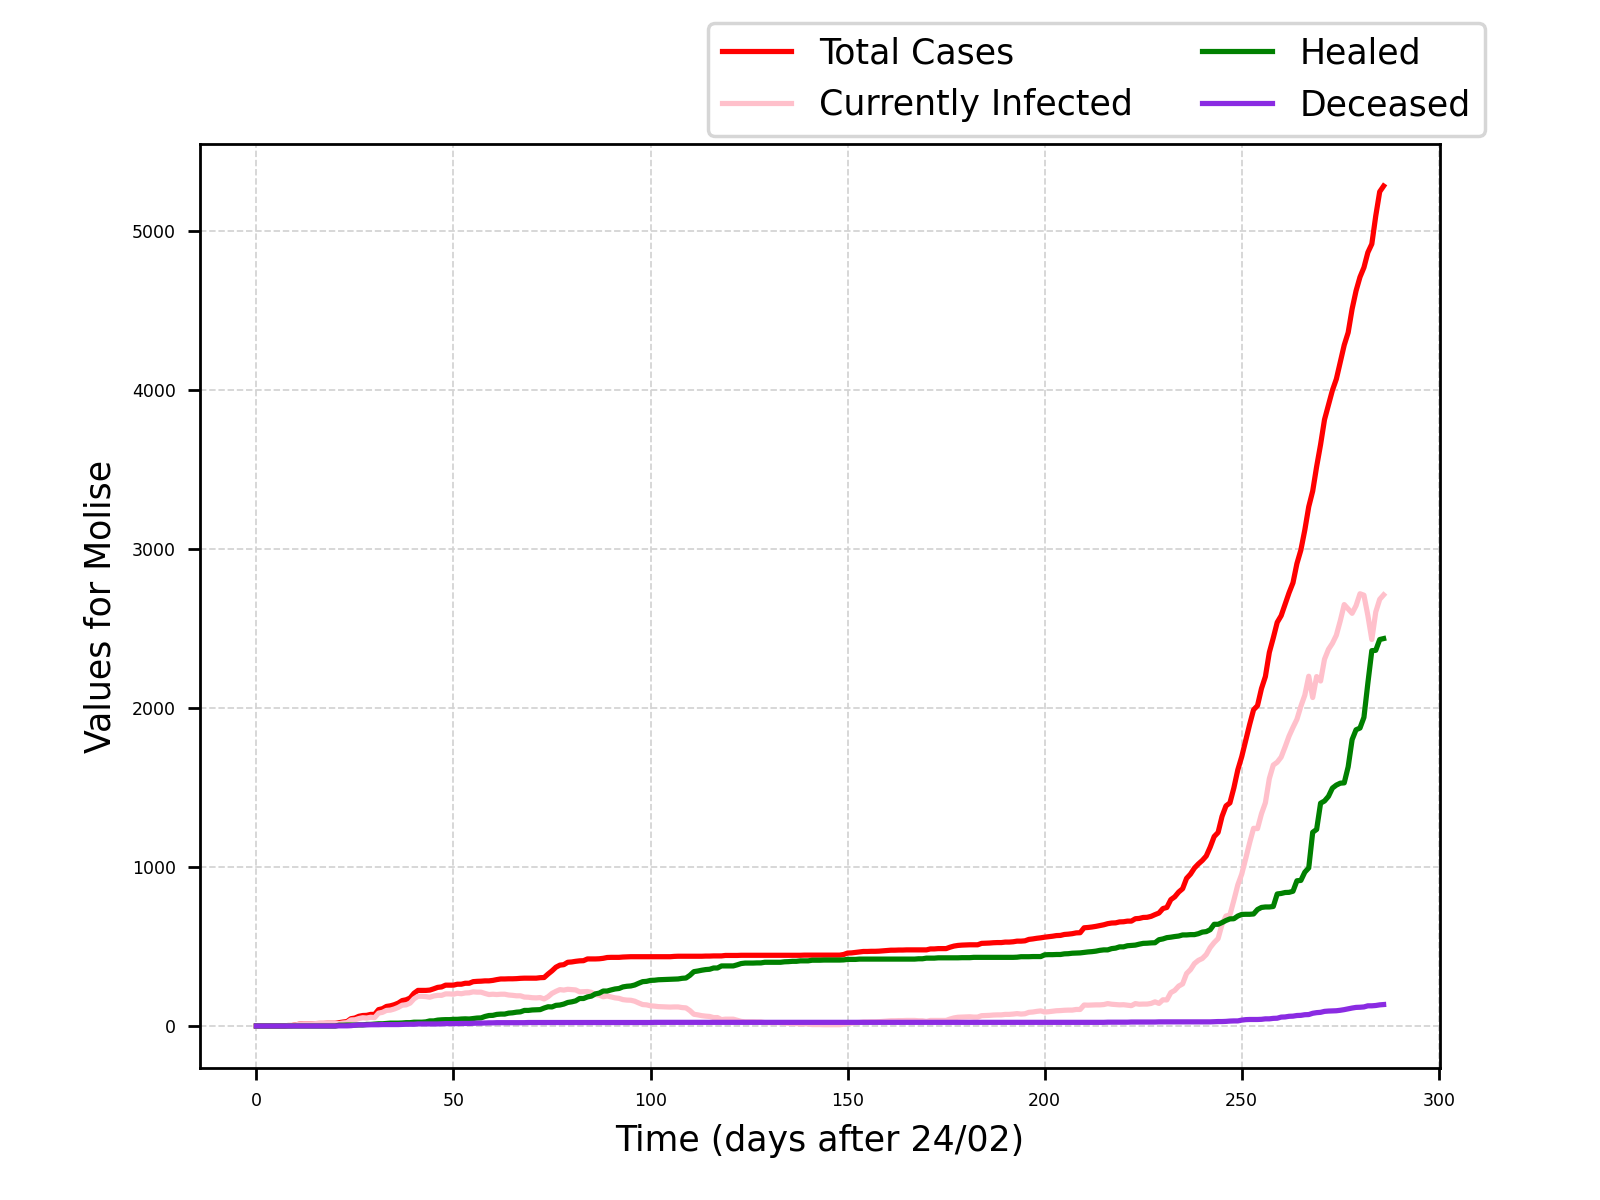 Total Cases
Currently Infected
Healed
Deceased
5000
4000
3000
2000
1000
0
Values for Molise
0 50 100 150 200 250 300
Time (days after 24/02)